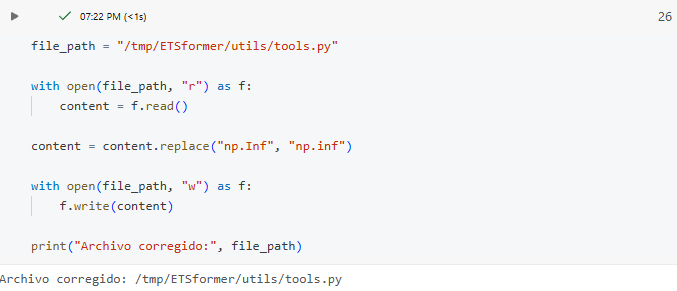 07:22 PM (<1s)
26
file_path = "/tmp/ETSformer/utils/tools.py"
with open(file_path, "r") as f:
    content = f.read()
content = content.replace("np.Inf", "np.inf")
with open(file_path, "w") as f:
    f.write(content)
print("Archivo corregido:", file_path)
Archivo corregido: /tmp/ETSformer/utils/tools.py